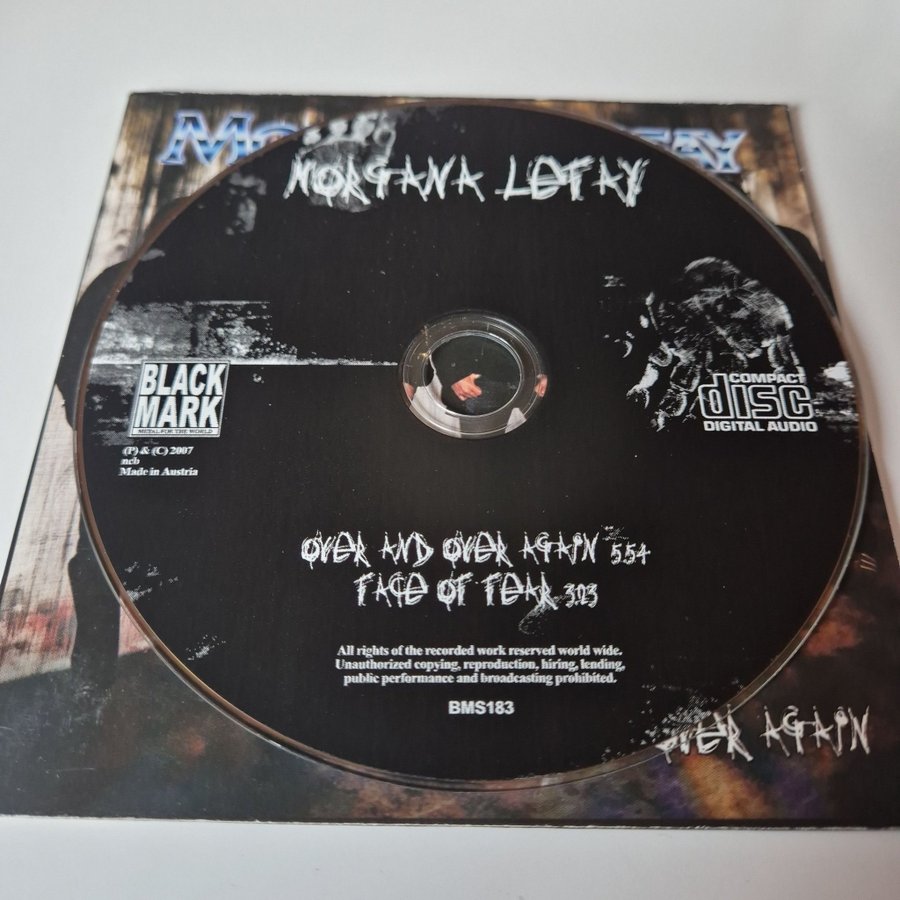 MORGANA LEFAY
BLACK
MARK
METAL FOR THE WORLD
(P) & (C) 2007
ncb
Made in Austria
COMPACT
disc
DIGITAL AUDIO
OVER AND OVER AGAIN 5:54
FACE OF FEAR 3:23
All rights of the recorded work reserved world wide.
Unauthorized copying, reproduction, hiring, lending,
public performance and broadcasting prohibited.
BMS183
OVER AGAIN